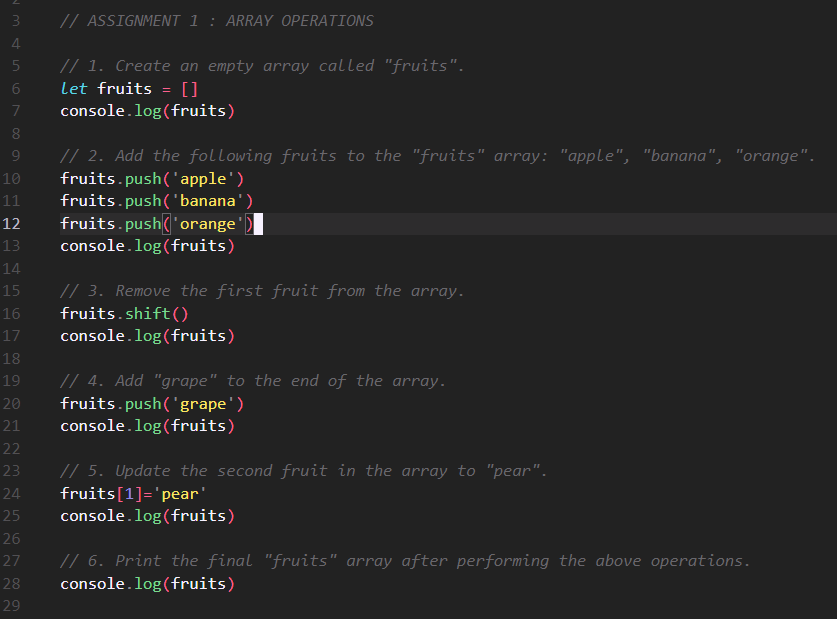 3 // ASSIGNMENT 1 : ARRAY OPERATIONS
4
5 // 1. Create an empty array called "fruits".
6 let fruits = []
7 console.log(fruits)
8
9 // 2. Add the following fruits to the "fruits" array: "apple", "banana", "orange".
10 fruits.push('apple')
11 fruits.push('banana')
12 fruits.push('orange')
13 console.log(fruits)
14
15 // 3. Remove the first fruit from the array.
16 fruits.shift()
17 console.log(fruits)
18
19 // 4. Add "grape" to the end of the array.
20 fruits.push('grape')
21 console.log(fruits)
22
23 // 5. Update the second fruit in the array to "pear".
24 fruits[1]='pear'
25 console.log(fruits)
26
27 // 6. Print the final "fruits" array after performing the above operations.
28 console.log(fruits)
29